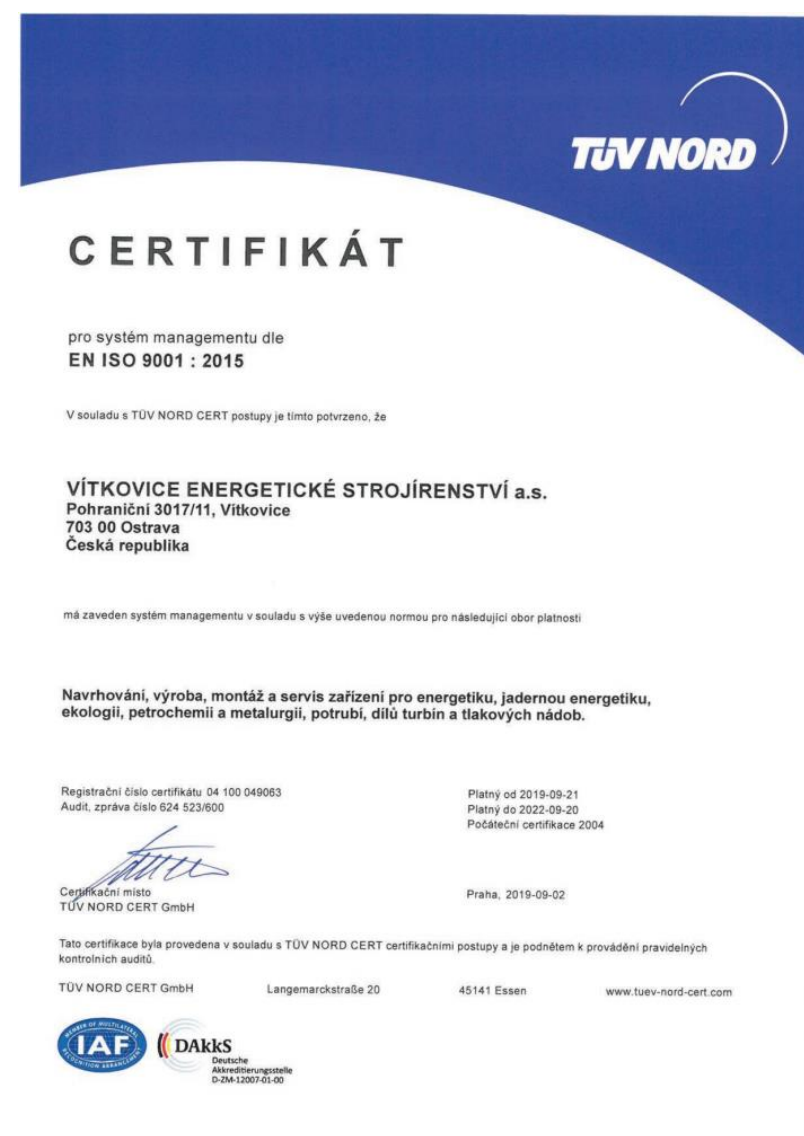 TÜV NORD
CERTIFIKÁT
pro systém managementu dle
EN ISO 9001 : 2015
V souladu s TÜV NORD CERT postupy je tímto potvrzeno, že
VÍTKOVICE ENERGETICKÉ STROJÍRENSTVÍ a.s.
Pohraniční 3017/11, Vítkovice
703 00 Ostrava
Česká republika
má zaveden systém managementu v souladu s výše uvedenou normou pro následující obor platnosti
Navrhování, výroba, montáž a servis zařízení pro energetiku, jadernou energetiku,
ekologii, petrochemii a metalurgii, potrubí, dílů turbín a tlakových nádob.
Registrační číslo certifikátu 04 100 049063
Audit, zpráva číslo 624 523/600
Platný od 2019-09-21
Platný do 2022-09-20
Počáteční certifikace 2004
Certifikační místo
TÜV NORD CERT GmbH
Praha, 2019-09-02
Tato certifikace byla provedena v souladu s TÜV NORD CERT certifikačními postupy a je podnětem k provádění pravidelných
kontrolních auditů.
TÜV NORD CERT GmbH Langemarckstraße 20 45141 Essen www.tuev-nord-cert.com
MEMBER OF MULTILATERAL
IAF
RECOGNITION ARRANGEMENT
DAkkS
Deutsche
Akkreditierungsstelle
D-ZM-12007-01-00